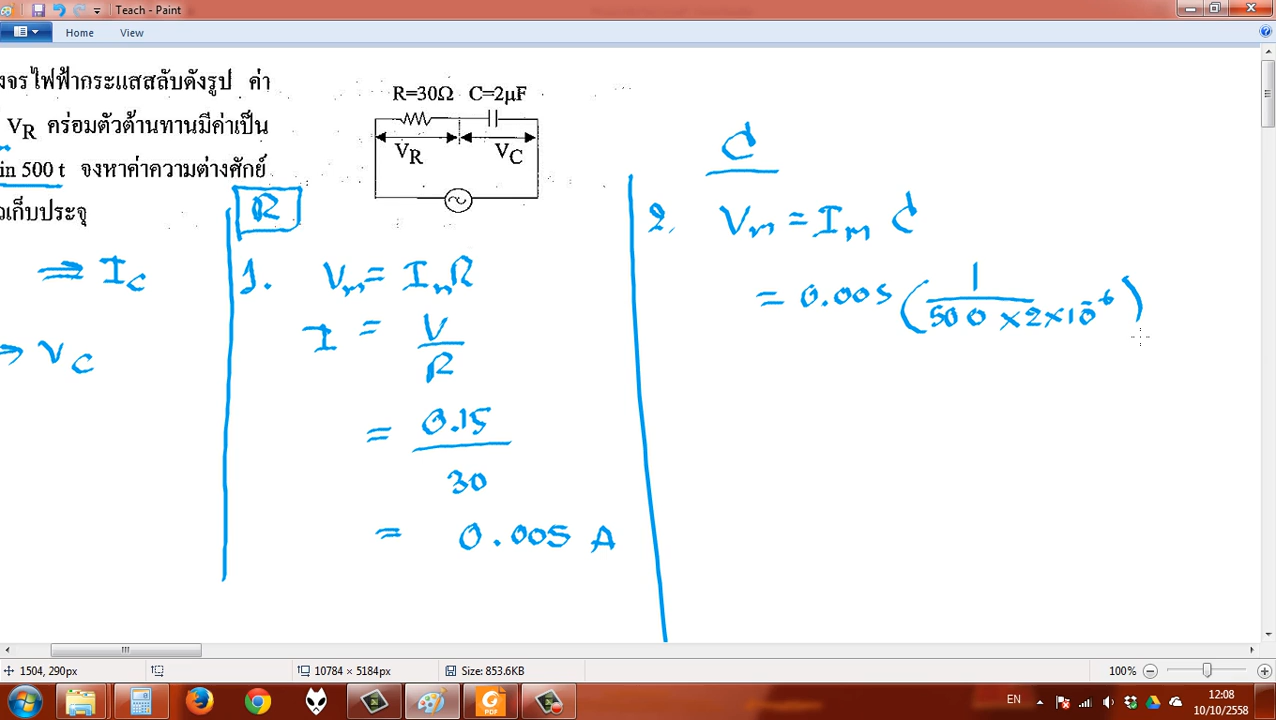 Teach - Paint
Home
View
งจรไฟฟ้ากระแสสลับดังรูป ค่า
V_R คร่อมตัวต้านทานมีค่าเป็น
in 500 t จงหาค่าความต่างศักย์
วเก็บประจุ
R=30Ω C=2μF
V_R V_C
⇒ I_C
→ V_C
R
1. V_m = I_m R
I = V/R
= 0.15/30
= 0.005 A
C
2. V_m = I_m C
= 0.005 (1/(500 × 2 × 10^-6))
1504, 290px
10784 × 5184px
Size: 853.6KB
100%
PDF
EN
12:08
10/10/2558